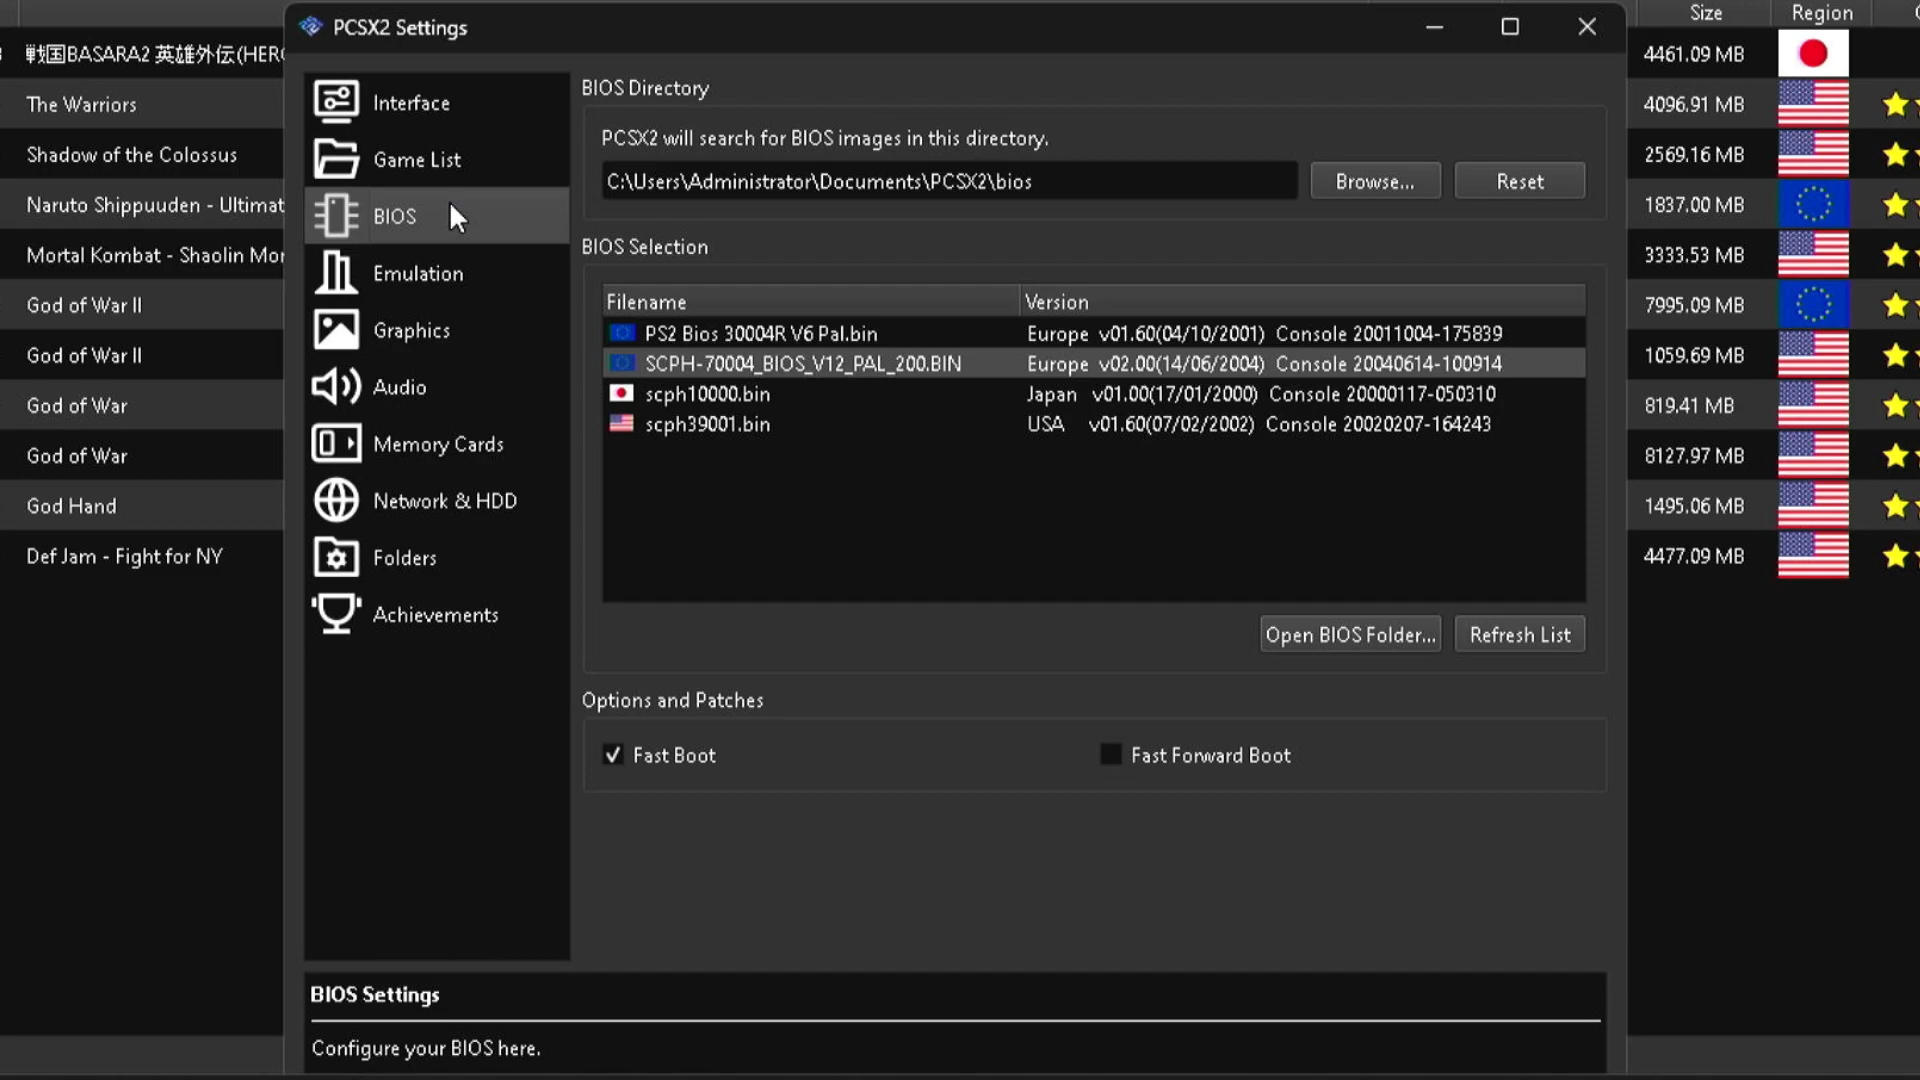 PCSX2 Settings
Size
Region
戦国BASARA2 英雄外伝(HERO
The Warriors
Shadow of the Colossus
Naruto Shippuuden - Ultimat
Mortal Kombat - Shaolin Mor
God of War II
God of War II
God of War
God of War
God Hand
Def Jam - Fight for NY
Interface
Game List
BIOS
Emulation
Graphics
Audio
Memory Cards
Network & HDD
Folders
Achievements
BIOS Directory
PCSX2 will search for BIOS images in this directory.
C:\Users\Administrator\Documents\PCSX2\bios
Browse...
Reset
BIOS Selection
Filename
Version
PS2 Bios 30004R V6 Pal.bin
Europe v01.60(04/10/2001) Console 20011004-175839
SCPH-70004_BIOS_V12_PAL_200.BIN
Europe v02.00(14/06/2004) Console 20040614-100914
scph10000.bin
Japan v01.00(17/01/2000) Console 20000117-050310
scph39001.bin
USA v01.60(07/02/2002) Console 20020207-164243
Open BIOS Folder...
Refresh List
Options and Patches
Fast Boot
Fast Forward Boot
BIOS Settings
Configure your BIOS here.
4461.09 MB
4096.91 MB
2569.16 MB
1837.00 MB
3333.53 MB
7995.09 MB
1059.69 MB
819.41 MB
8127.97 MB
1495.06 MB
4477.09 MB